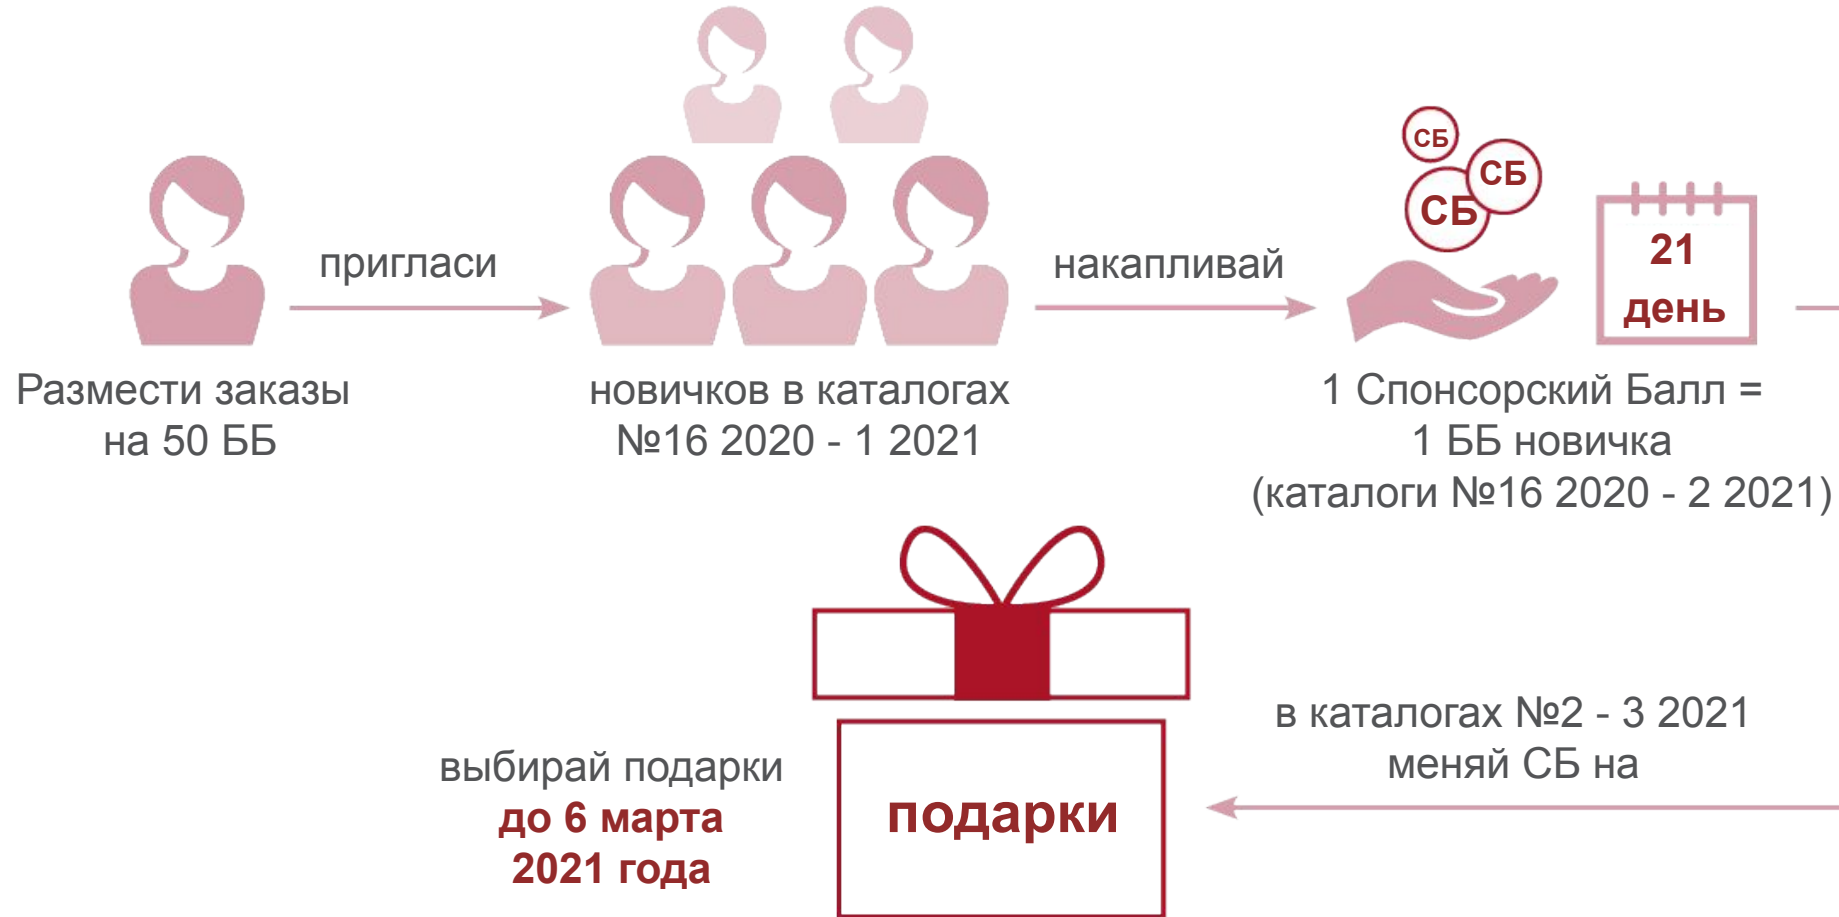 Размести заказы
на 50 ББ
пригласи
новичков в каталогах
№16 2020 - 1 2021
накапливай
СБ
СБ
СБ
21
день
1 Спонсорский Балл =
1 ББ новичка
(каталоги №16 2020 - 2 2021)
в каталогах №2 - 3 2021
меняй СБ на
подарки
выбирай подарки
до 6 марта
2021 года